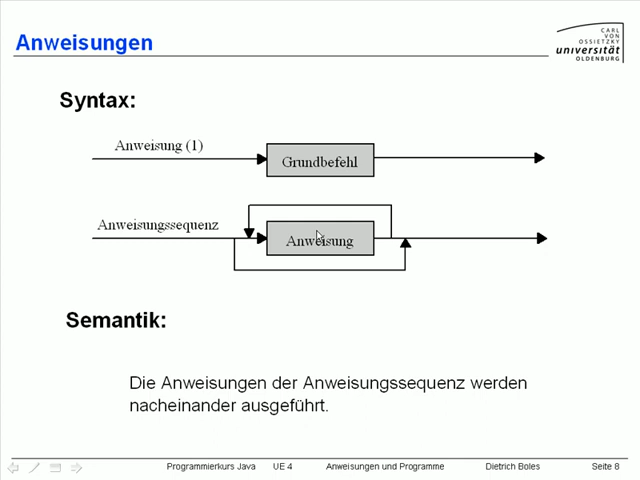 Anweisungen
CARL
VON
OSSIETZKY
universität
OLDENBURG
Syntax:
Anweisung (1)
Grundbefehl
Anweisungssequenz
Anweisung
Semantik:
Die Anweisungen der Anweisungssequenz werden
nacheinander ausgeführt.
Programmierkurs Java UE 4 Anweisungen und Programme Dietrich Boles Seite 8